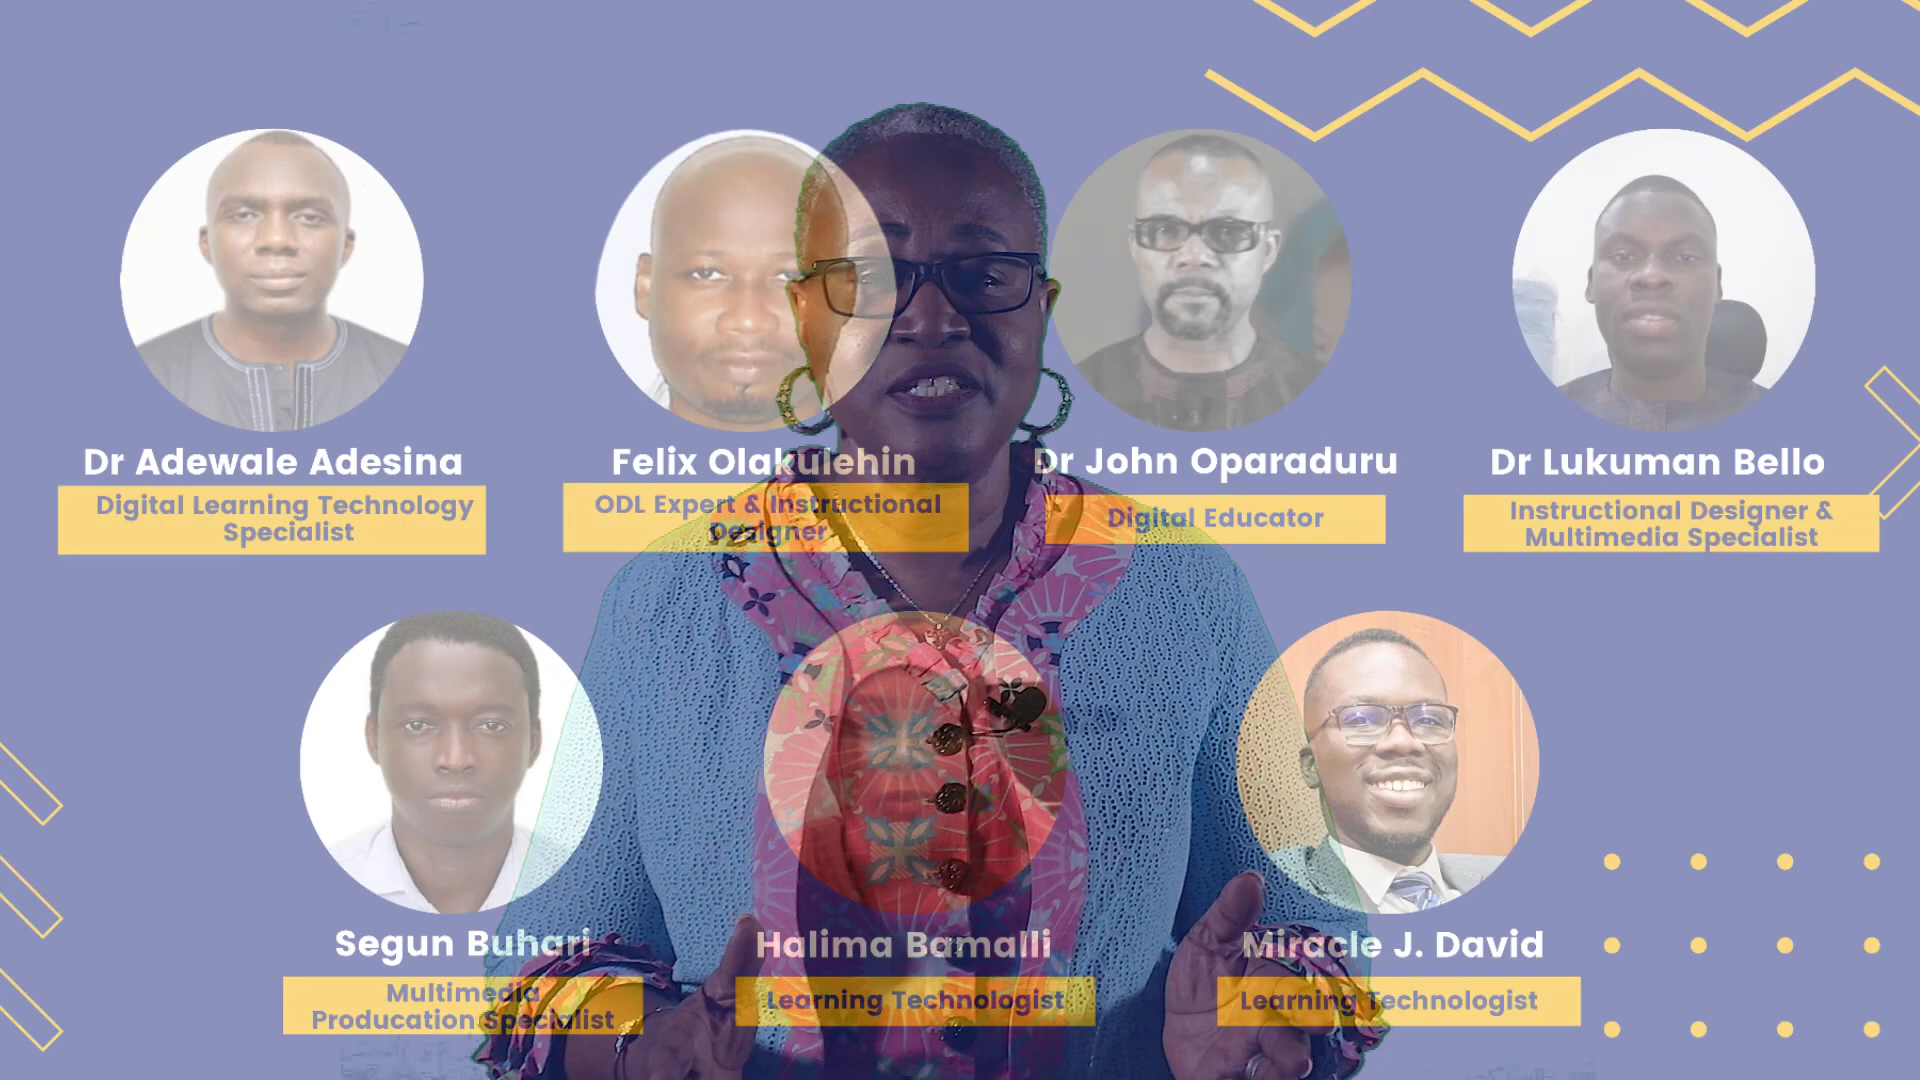 Dr Adewale Adesina
Digital Learning Technology
Specialist
Felix Olakulehin
ODL Expert & Instructional
Designer
Dr John Oparaduru
Digital Educator
Dr Lukuman Bello
Instructional Designer &
Multimedia Specialist
Segun Buhari
Multimedia
Producation Specialist
Halima Bamalli
Learning Technologist
Miracle J. David
Learning Technologist